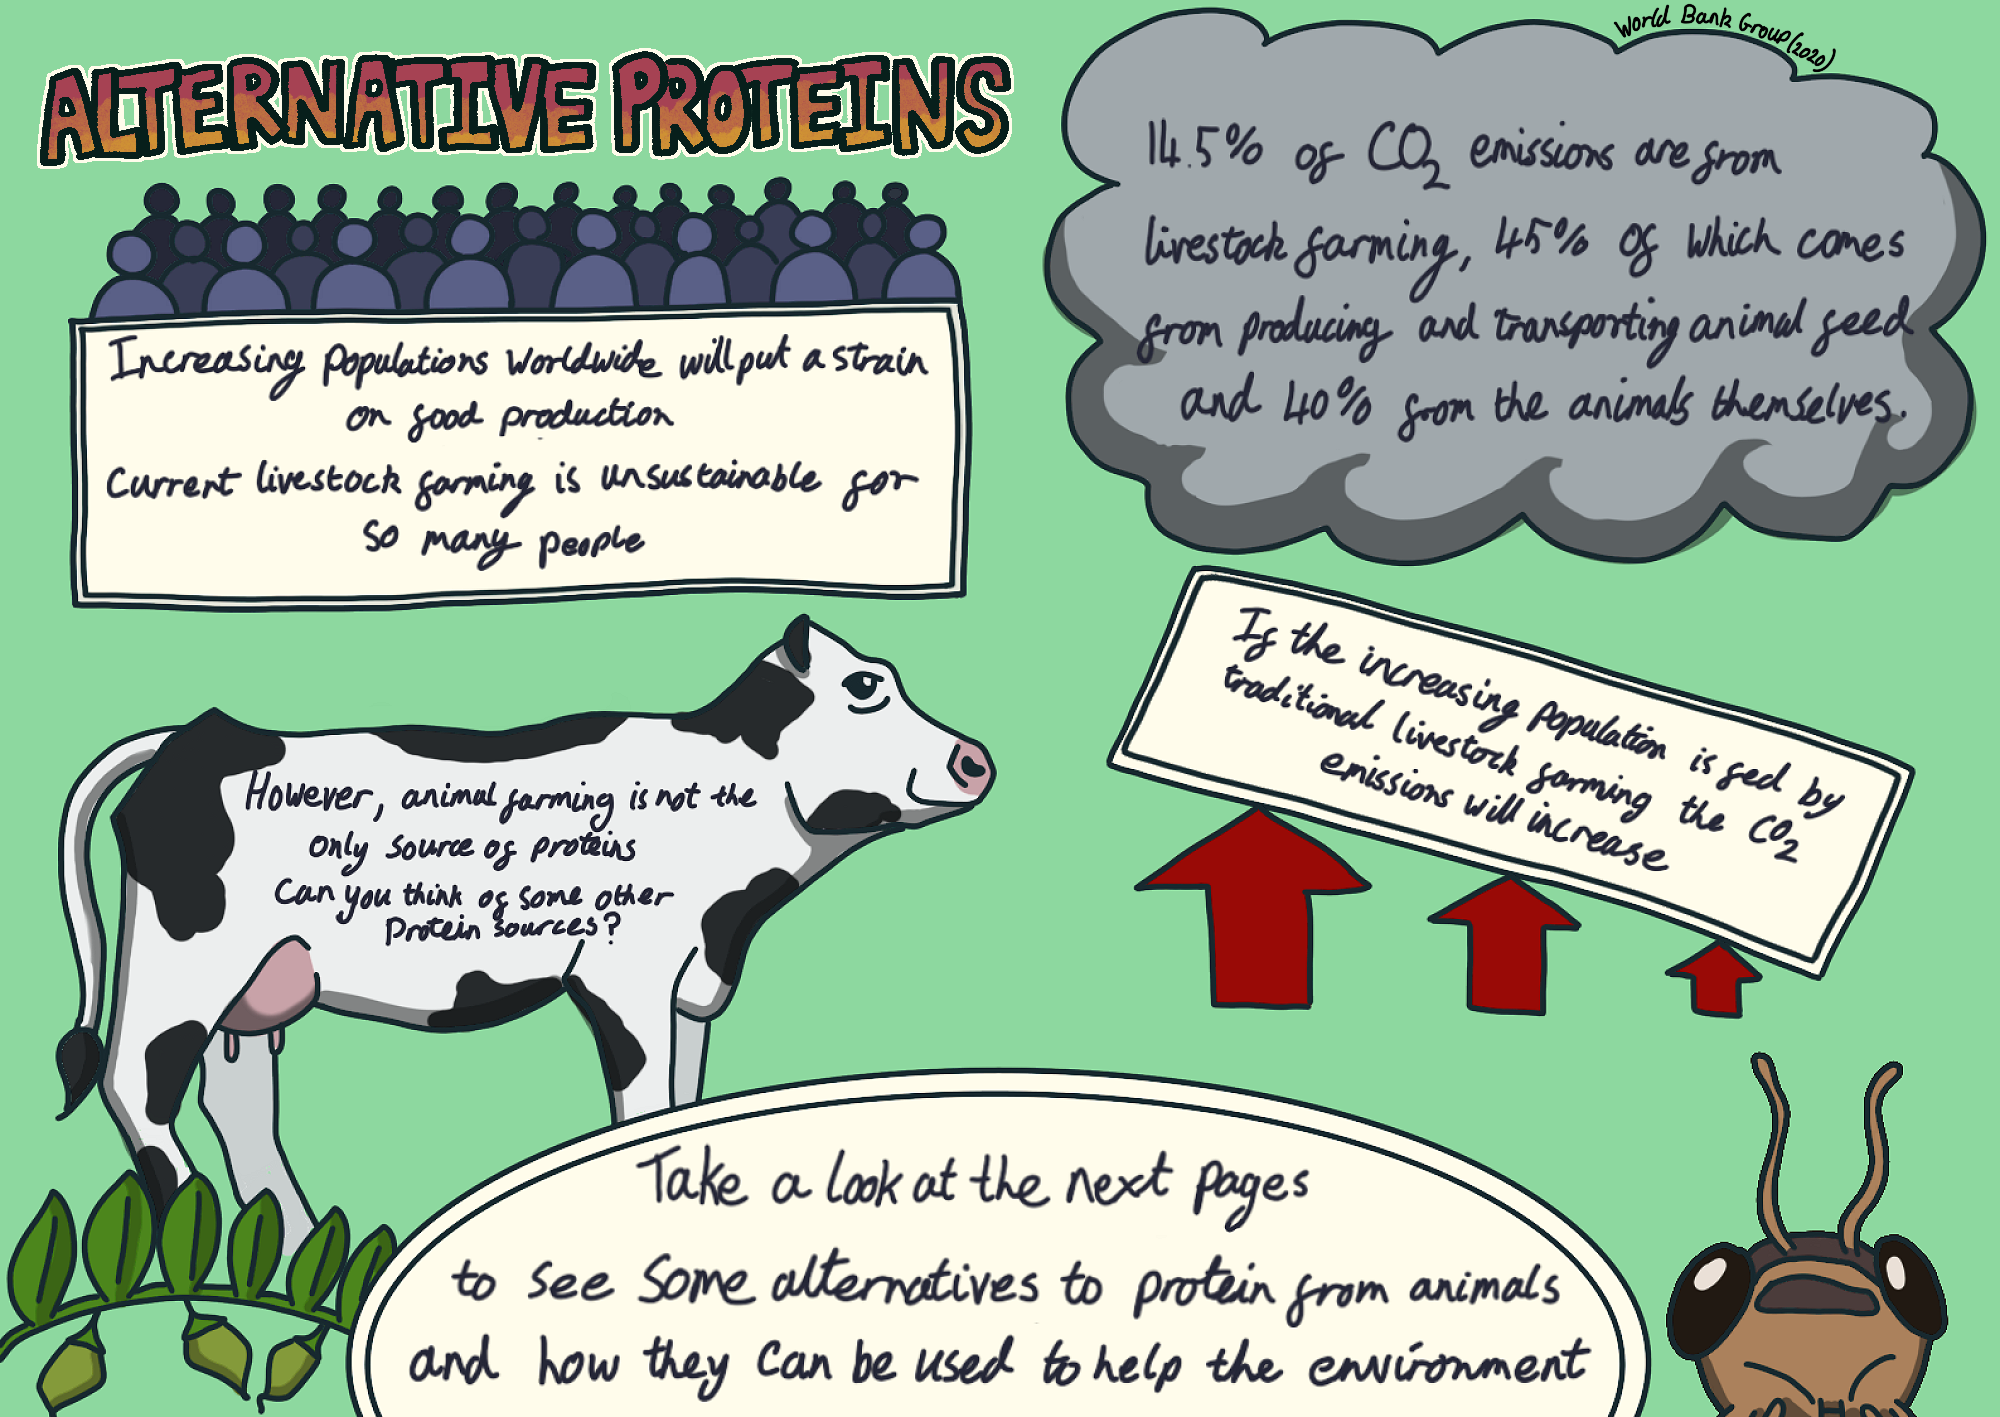 ALTERNATIVE PROTEINS
World Bank Group (2020)
14.5% of CO2 emissions are from
livestock farming, 45% of which comes
from producing and transporting animal feed
and 40% from the animals themselves.
Increasing populations worldwide will put a strain
on food production
Current livestock farming is unsustainable for
so many people
If the increasing population is fed by
traditional livestock farming the CO2
emissions will increase
However, animal farming is not the
only source of proteins
Can you think of some other
protein sources?
Take a look at the next pages
to see some alternatives to protein from animals
and how they can be used to help the environment